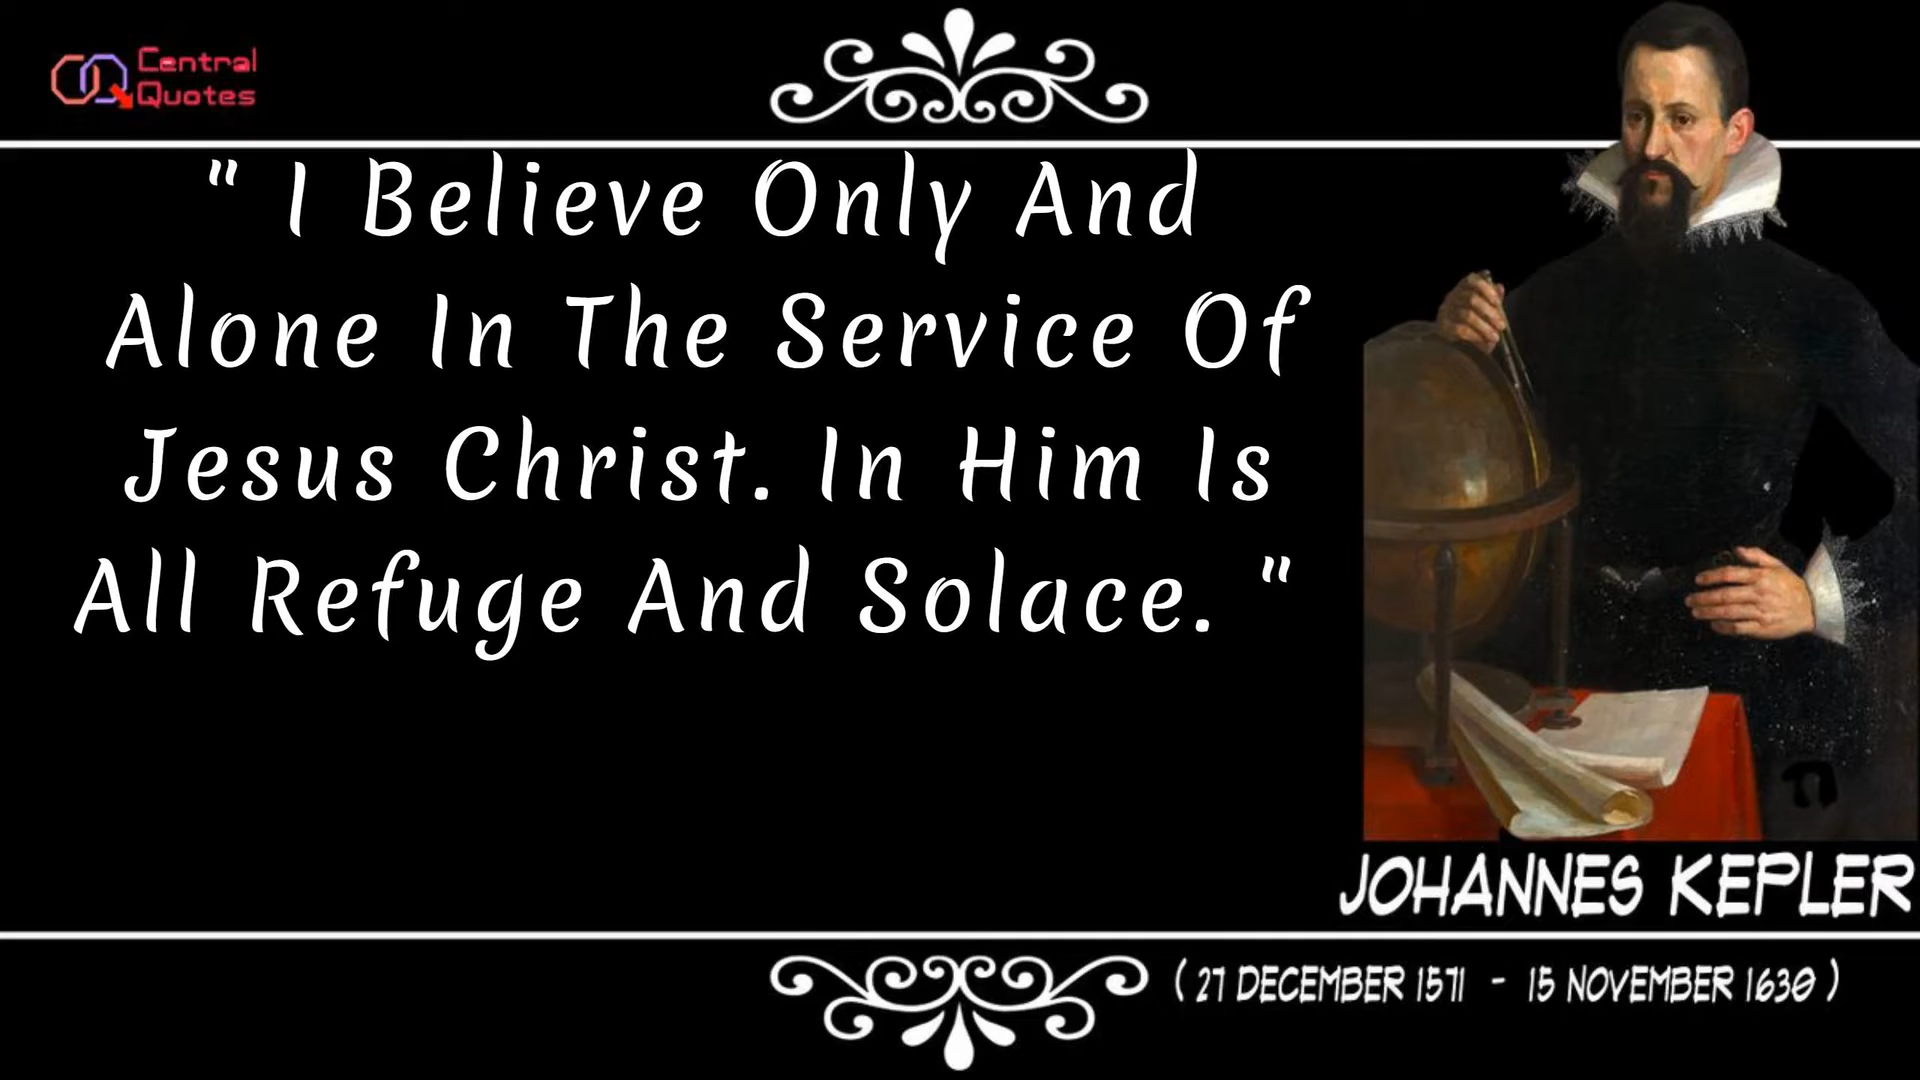 Central
Quotes
" I Believe Only And
Alone In The Service Of
Jesus Christ. In Him Is
All Refuge And Solace. "
JOHANNES KEPLER
( 27 DECEMBER 1571 - 15 NOVEMBER 1630 )